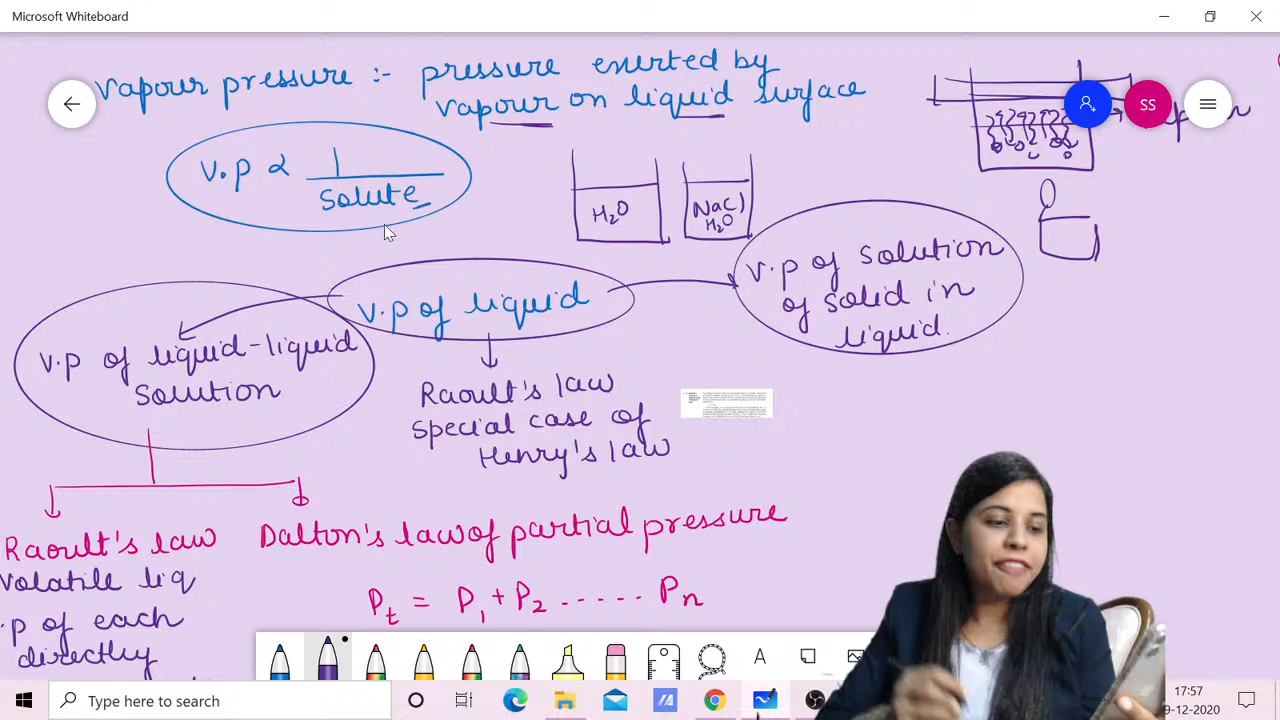 Microsoft Whiteboard
Vapour pressure :- pressure exerted by
vapour on liquid surface
SS
v.p ∝ 1
solute
H₂O
NaCl
H₂O
v.p of liquid
v.p of solution
of solid in
liquid.
v.p of liquid-liquid
solution
Raoult's law
special case of
Henry's law
Raoult's law
Dalton's law of partial pressure
volatile liq
.p of each
directly
Pt = P1 + P2 ...... Pn
A
Type here to search
17:57
9-12-2020